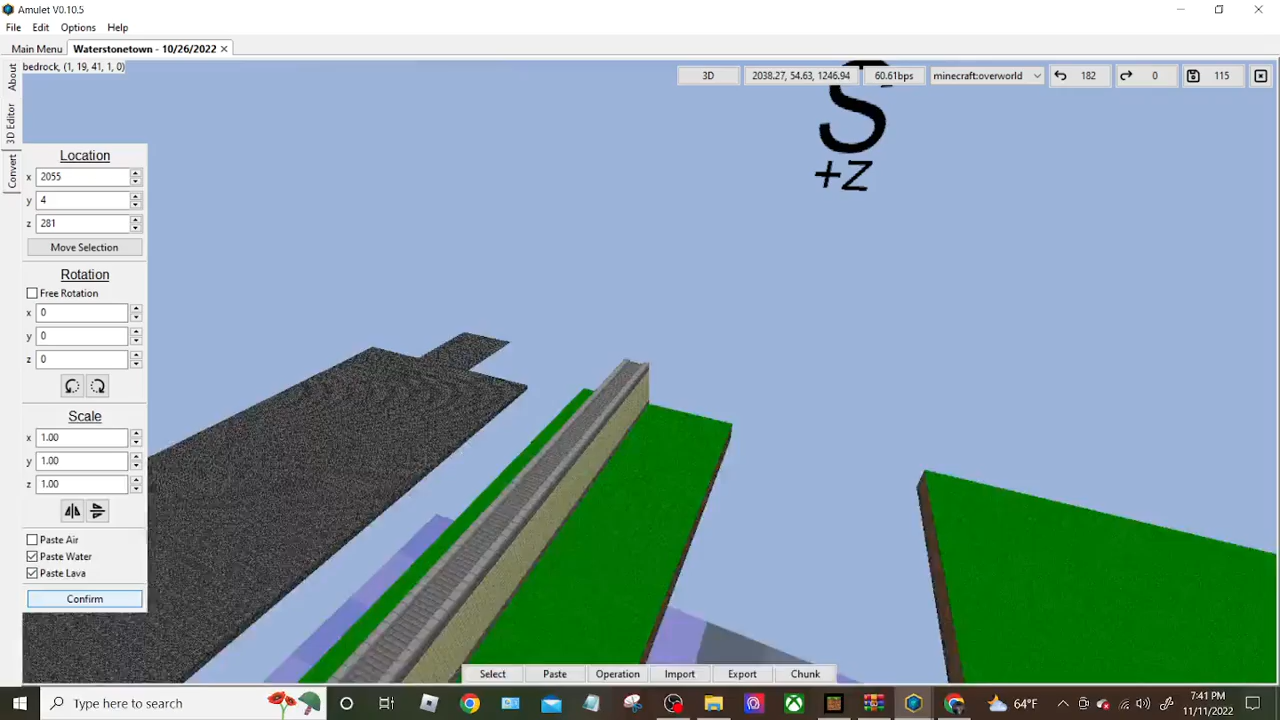 Amulet V0.10.5
File Edit Options Help
Main Menu Waterstonetown - 10/26/2022
bedrock, (1, 19, 41, 1, 0)
3D 2038.27, 54.63, 1246.94 60.61bps minecraft:overworld 182 0 115
About
3D Editor
Convert
S
+Z
Location
x 2055
y 4
z 281
Move Selection
Rotation
Free Rotation
x 0
y 0
z 0
Scale
x 1.00
y 1.00
z 1.00
Paste Air
Paste Water
Paste Lava
Confirm
Select Paste Operation Import Export Chunk
Type here to search
64°F
7:41 PM
11/11/2022